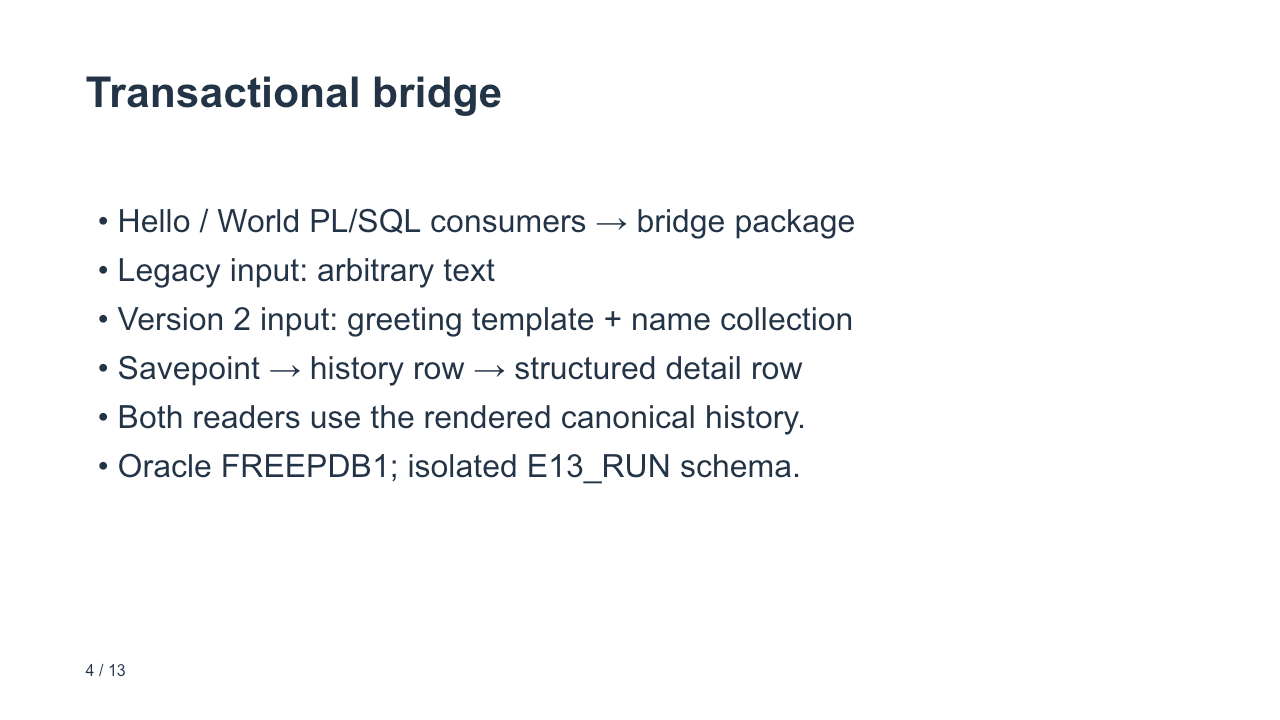 Transactional bridge
• Hello / World PL/SQL consumers → bridge package
• Legacy input: arbitrary text
• Version 2 input: greeting template + name collection
• Savepoint → history row → structured detail row
• Both readers use the rendered canonical history.
• Oracle FREEPDB1; isolated E13_RUN schema.
4 / 13